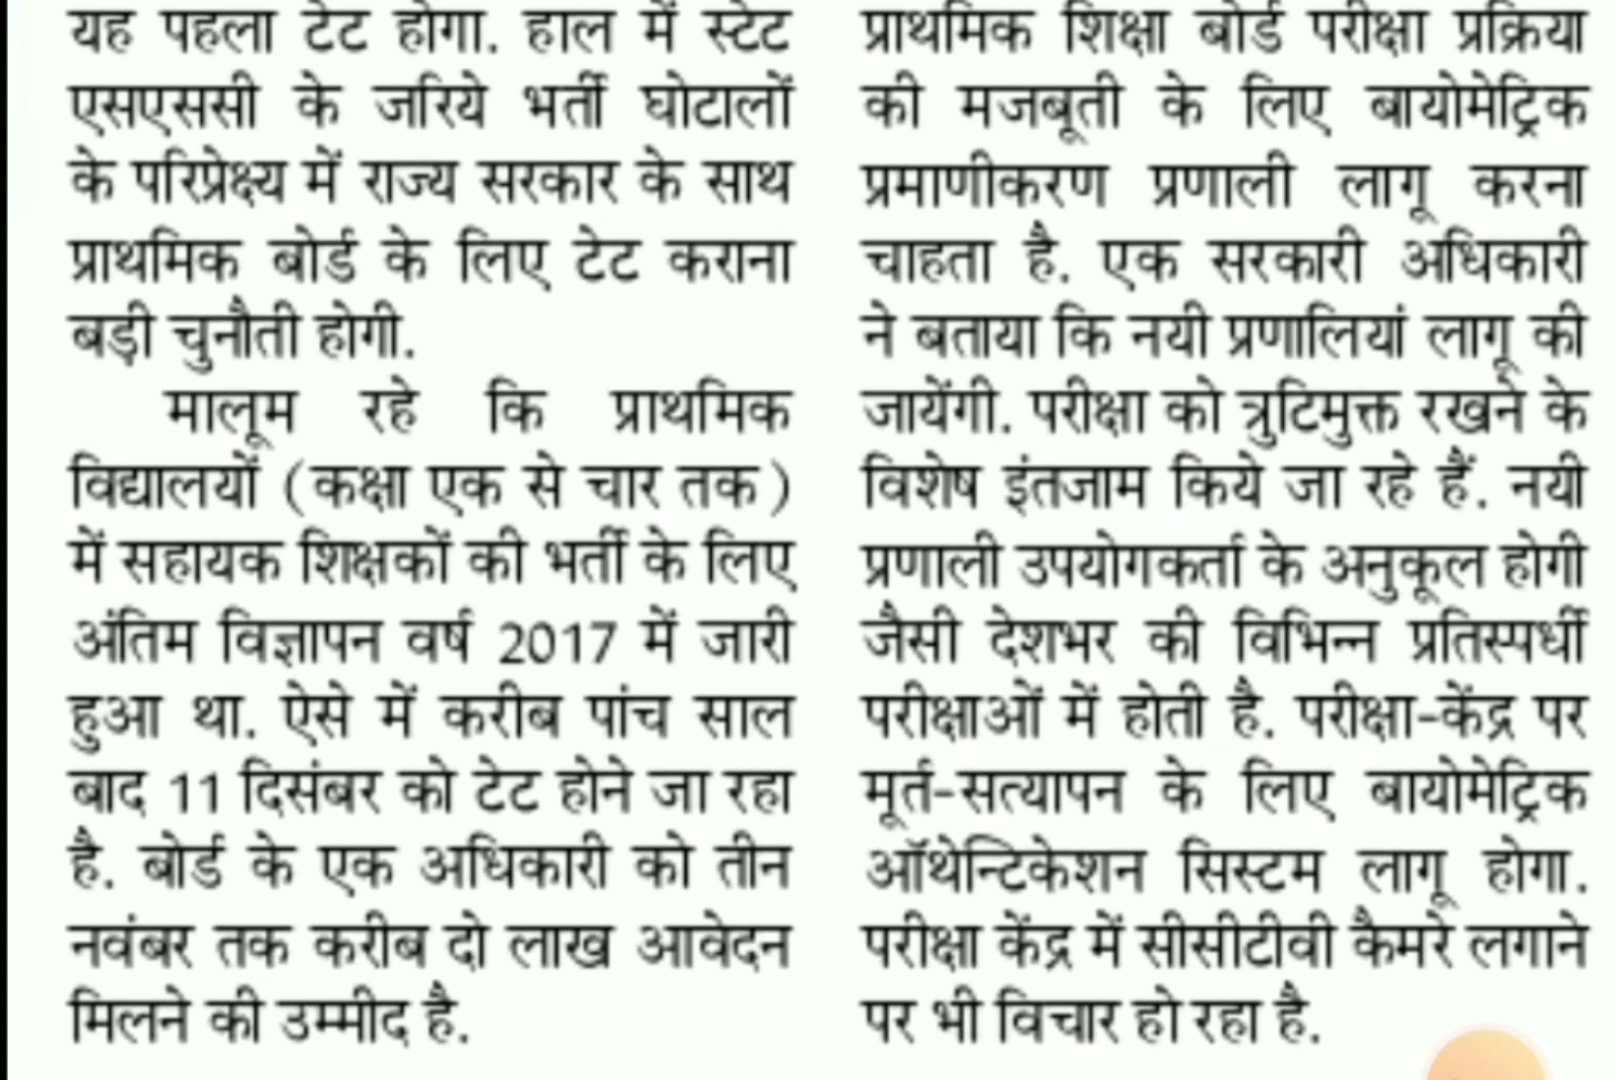 यह पहला टेट होगा. हाल में स्टेट
एसएससी के जरिये भर्ती घोटालों
के परिप्रेक्ष्य में राज्य सरकार के साथ
प्राथमिक बोर्ड के लिए टेट कराना
बड़ी चुनौती होगी.
मालूम रहे कि प्राथमिक
विद्यालयों (कक्षा एक से चार तक)
में सहायक शिक्षकों की भर्ती के लिए
अंतिम विज्ञापन वर्ष 2017 में जारी
हुआ था. ऐसे में करीब पांच साल
बाद 11 दिसंबर को टेट होने जा रहा
है. बोर्ड के एक अधिकारी को तीन
नवंबर तक करीब दो लाख आवेदन
मिलने की उम्मीद है.
प्राथमिक शिक्षा बोर्ड परीक्षा प्रक्रिया
की मजबूती के लिए बायोमेट्रिक
प्रमाणीकरण प्रणाली लागू करना
चाहता है. एक सरकारी अधिकारी
ने बताया कि नयी प्रणालियां लागू की
जायेंगी. परीक्षा को त्रुटिमुक्त रखने के
विशेष इंतजाम किये जा रहे हैं. नयी
प्रणाली उपयोगकर्ता के अनुकूल होगी
जैसी देशभर की विभिन्न प्रतिस्पर्धी
परीक्षाओं में होती है. परीक्षा-केंद्र पर
मूर्त-सत्यापन के लिए बायोमेट्रिक
ऑथेन्टिकेशन सिस्टम लागू होगा.
परीक्षा केंद्र में सीसीटीवी कैमरे लगाने
पर भी विचार हो रहा है.